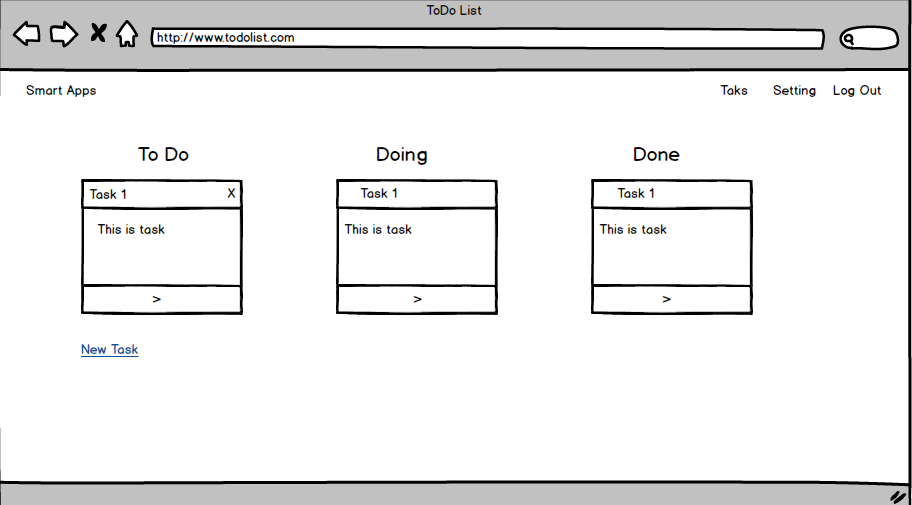 ToDo List
http://www.todolist.com
Smart Apps Taks Setting Log Out
To Do Doing Done
Task 1 X Task 1 Task 1
This is task This is task This is task
> > >
New Task